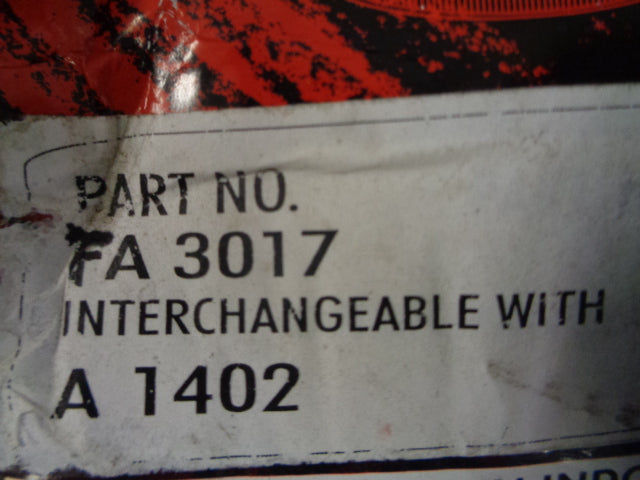 PART NO.
FA 3017
INTERCHANGEABLE WiTH
A 1402